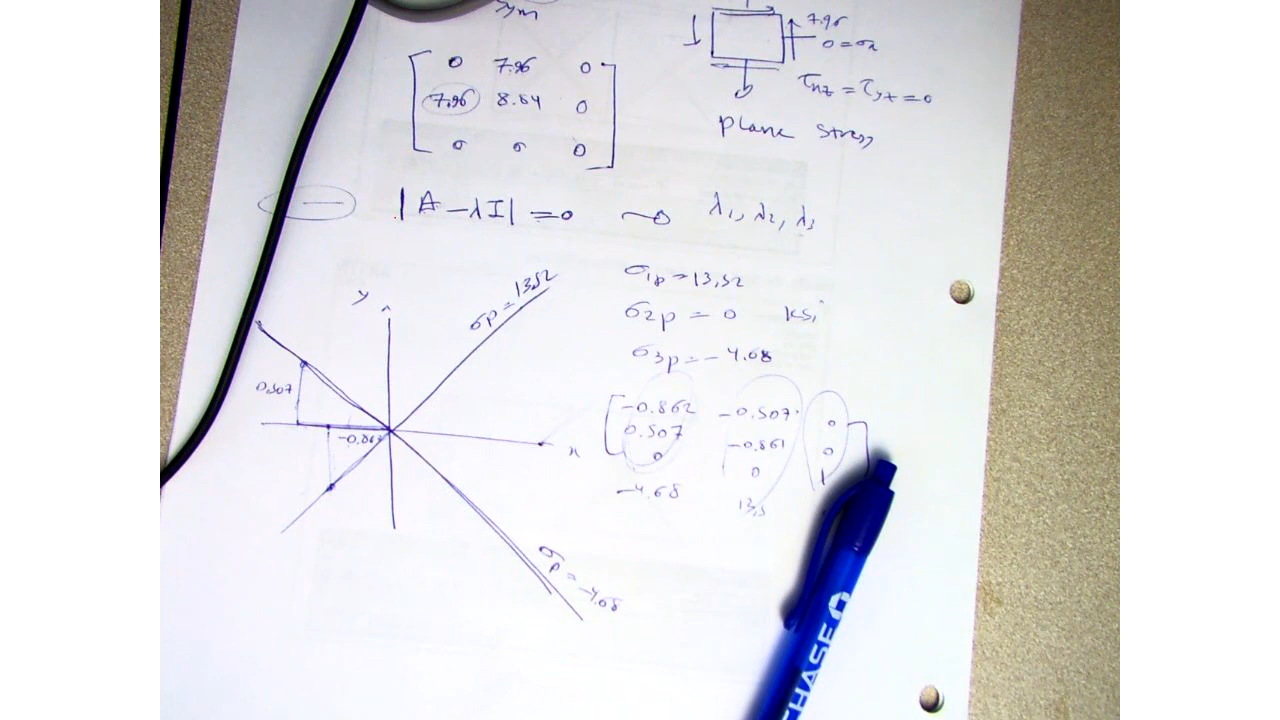 sym
7.96
0 = σx
0 7.96 0
7.96 8.84 0
0 0 0
τxz = τyz = 0
plane stress
|A - λI| = 0 → λ1, λ2, λ3
σ1p = 13,52
σ2p = 0 ksi
σ3p = - 4.68
y
σp = 13,52
0.507
-0.862
x
σp = -4.68
-0.862 -0.507 0
0.507 -0.861 0
0 0 1
-4.68 13,5
CHASE